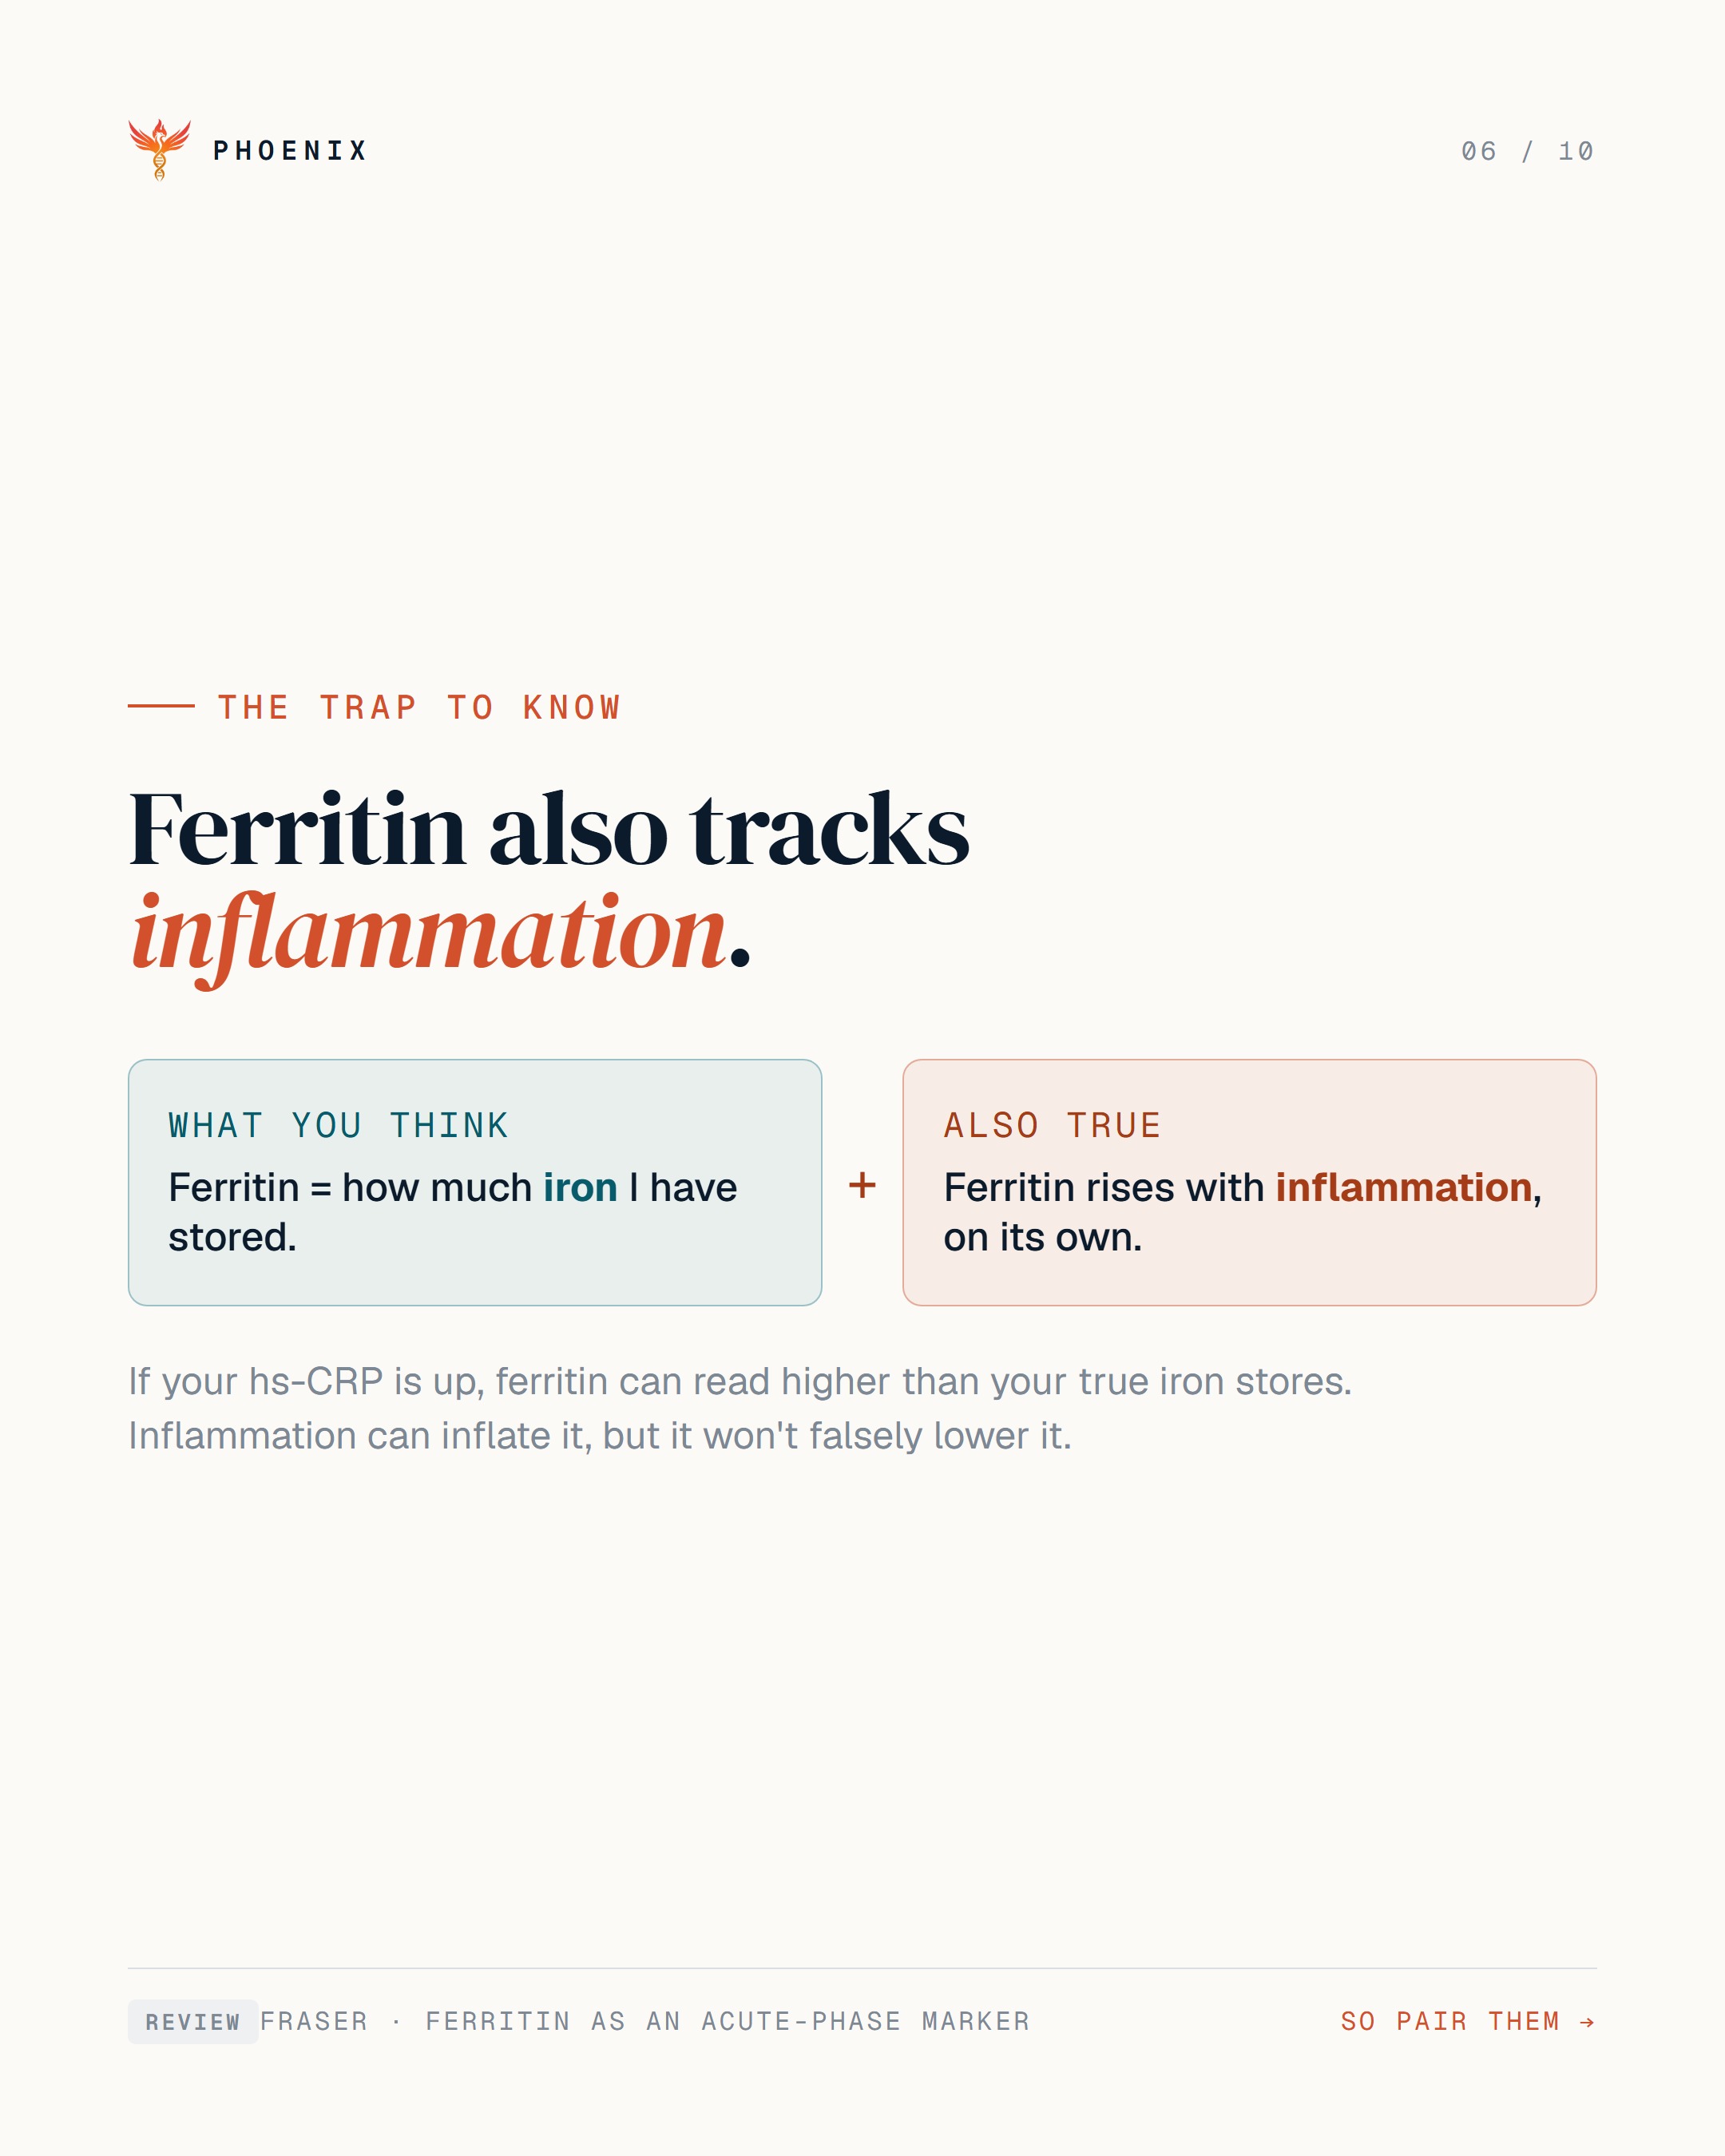 PHOENIX
06 / 10
THE TRAP TO KNOW
Ferritin also tracks
inflammation.
WHAT YOU THINK
Ferritin = how much iron I have
stored.
+
ALSO TRUE
Ferritin rises with inflammation,
on its own.
If your hs-CRP is up, ferritin can read higher than your true iron stores.
Inflammation can inflate it, but it won't falsely lower it.
REVIEW FRASER · FERRITIN AS AN ACUTE-PHASE MARKER
SO PAIR THEM →